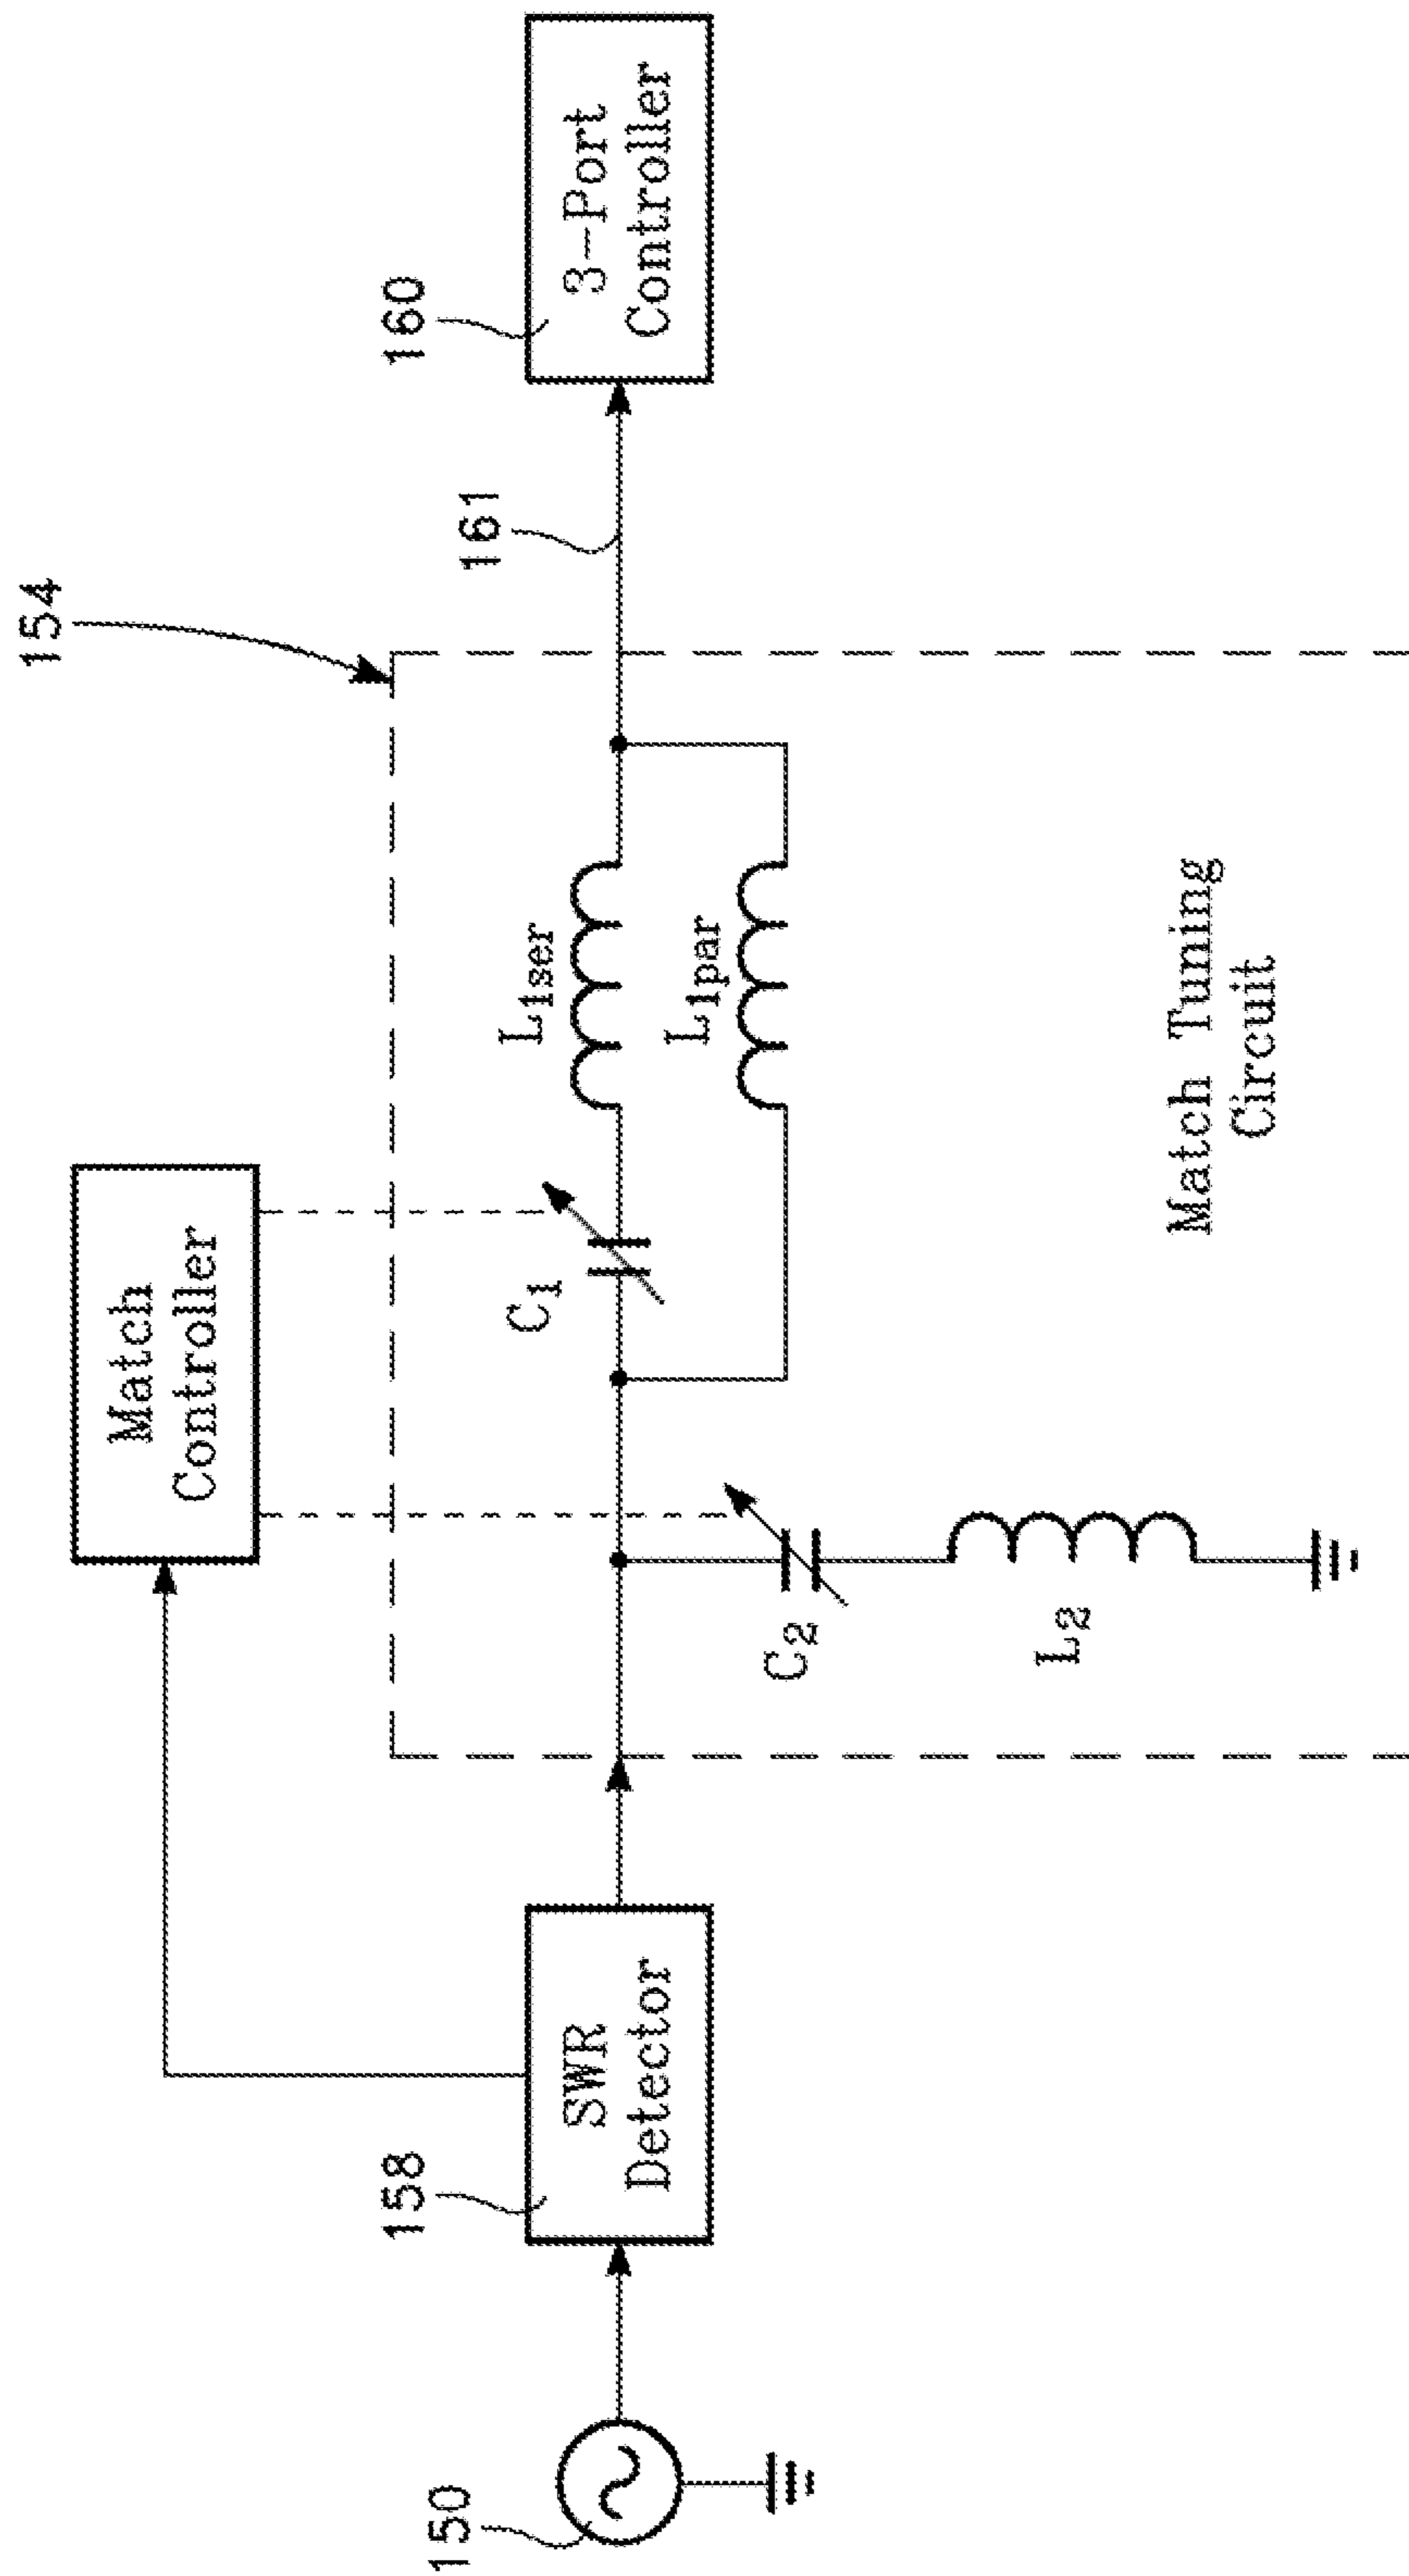 154
Match
Controller
160
3-Port
Controller
161
158
SWR
Detector
150
C1
L1ser
L1par
C2
L2
Match Tuning
Circuit